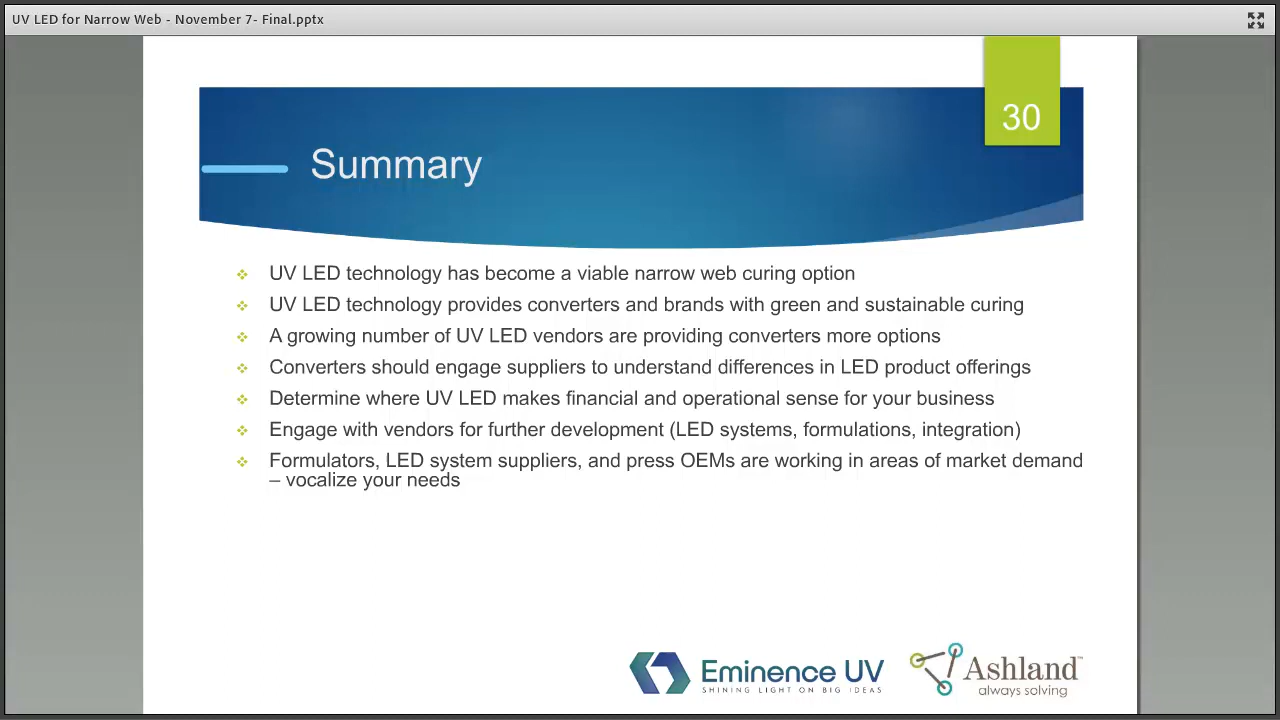 UV LED for Narrow Web - November 7- Final.pptx
30
Summary
UV LED technology has become a viable narrow web curing option
UV LED technology provides converters and brands with green and sustainable curing
A growing number of UV LED vendors are providing converters more options
Converters should engage suppliers to understand differences in LED product offerings
Determine where UV LED makes financial and operational sense for your business
Engage with vendors for further development (LED systems, formulations, integration)
Formulators, LED system suppliers, and press OEMs are working in areas of market demand
– vocalize your needs
Eminence UV
SHINING LIGHT ON BIG IDEAS
Ashland™
always solving